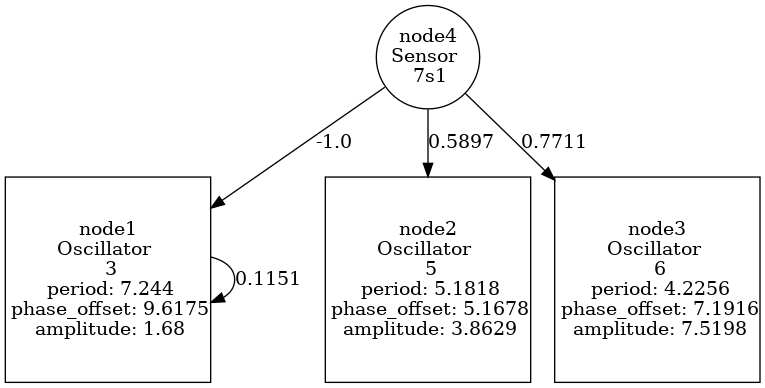 node4
Sensor
7s1
-1.0
0.5897
0.7711
node1
Oscillator
3
period: 7.244
phase_offset: 9.6175
amplitude: 1.68
0.1151
node2
Oscillator
5
period: 5.1818
phase_offset: 5.1678
amplitude: 3.8629
node3
Oscillator
6
period: 4.2256
phase_offset: 7.1916
amplitude: 7.5198